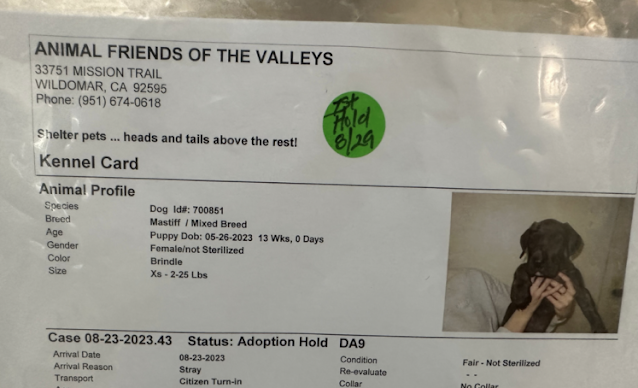 ANIMAL FRIENDS OF THE VALLEYS
33751 MISSION TRAIL
WILDOMAR, CA 92595
Phone: (951) 674-0618
1st
Hold
8/29
Shelter pets ... heads and tails above the rest!
Kennel Card
Animal Profile
Species Dog Id#: 700851
Breed Mastiff / Mixed Breed
Age Puppy Dob: 05-26-2023 13 Wks, 0 Days
Gender Female/not Sterilized
Color Brindle
Size Xs - 2-25 Lbs
Case 08-23-2023.43 Status: Adoption Hold DA9
Arrival Date 08-23-2023 Condition Fair - Not Sterilized
Arrival Reason Stray Re-evaluate - -
Transport Citizen Turn-in Collar No Collar